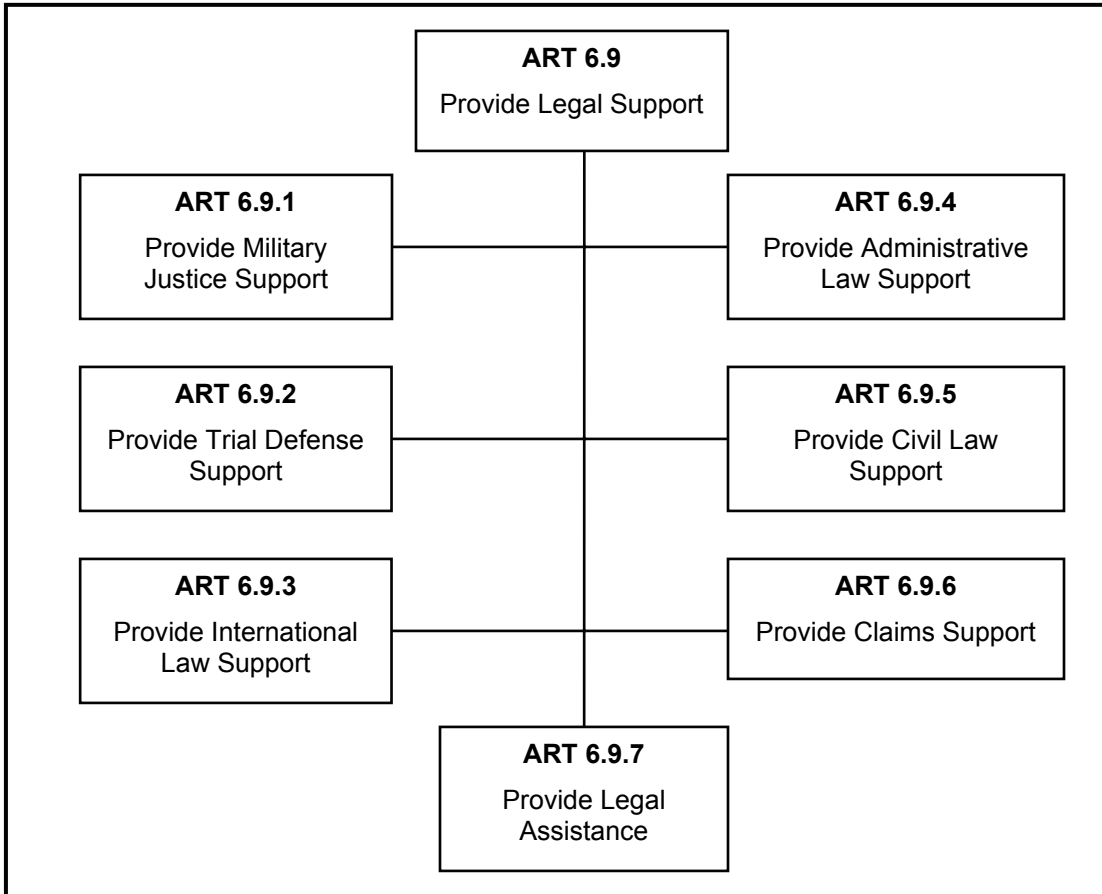 ART 6.9
Provide Legal Support
ART 6.9.1
Provide Military
Justice Support
ART 6.9.4
Provide Administrative
Law Support
ART 6.9.2
Provide Trial Defense
Support
ART 6.9.5
Provide Civil Law
Support
ART 6.9.3
Provide International
Law Support
ART 6.9.6
Provide Claims Support
ART 6.9.7
Provide Legal
Assistance